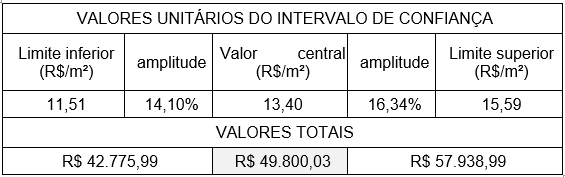 VALORES UNITÁRIOS DO INTERVALO DE CONFIANÇA
Limite inferior (R$/m²) amplitude Valor central (R$/m²) amplitude Limite superior (R$/m²)
11,51 14,10% 13,40 16,34% 15,59
VALORES TOTAIS
R$ 42.775,99 R$ 49.800,03 R$ 57.938,99